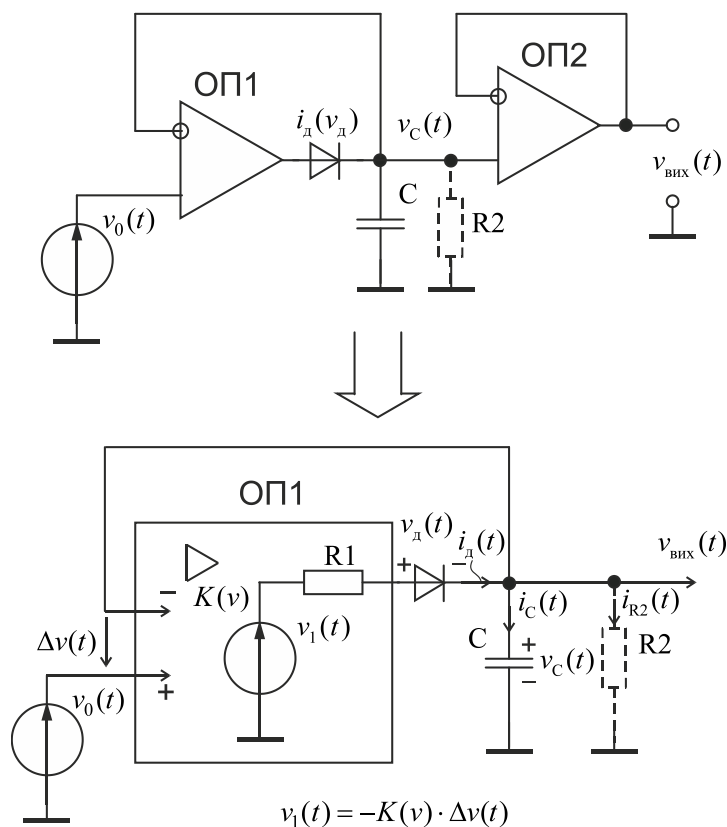 ОП1
ОП2
i_д(v_д)
v_C(t)
v_вих(t)
v_0(t)
C
R2
ОП1
v_д(t)
i_д(t)
v_вих(t)
R1
K(v)
v_1(t)
i_C(t)
i_R2(t)
Δv(t)
C
v_C(t)
R2
v_0(t)
v_1(t) = −K(v) · Δv(t)